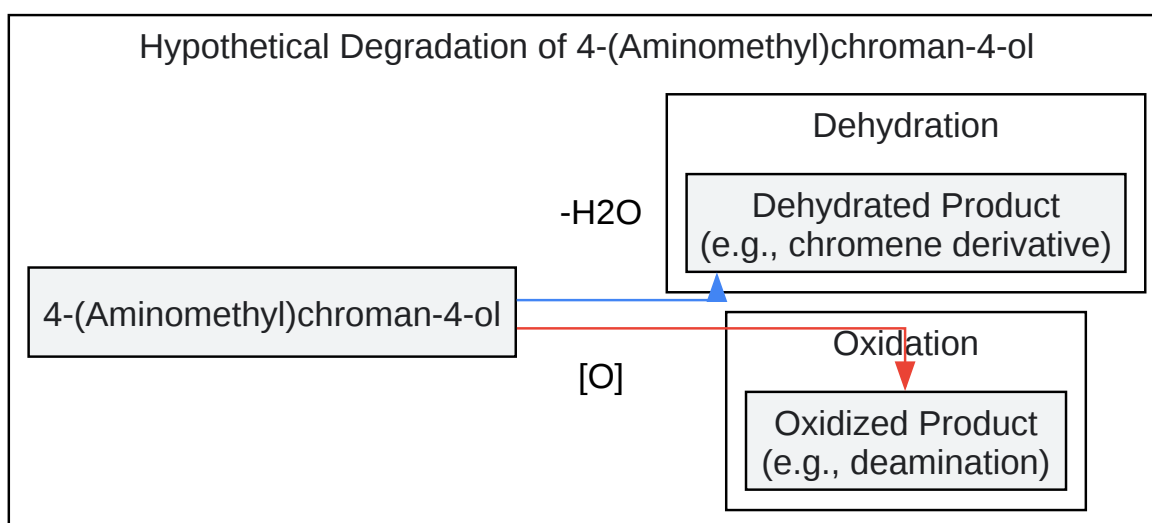 Hypothetical Degradation of 4-(Aminomethyl)chroman-4-ol
Dehydration
-H2O
Dehydrated Product
(e.g., chromene derivative)
4-(Aminomethyl)chroman-4-ol
Oxidation
[O]
Oxidized Product
(e.g., deamination)